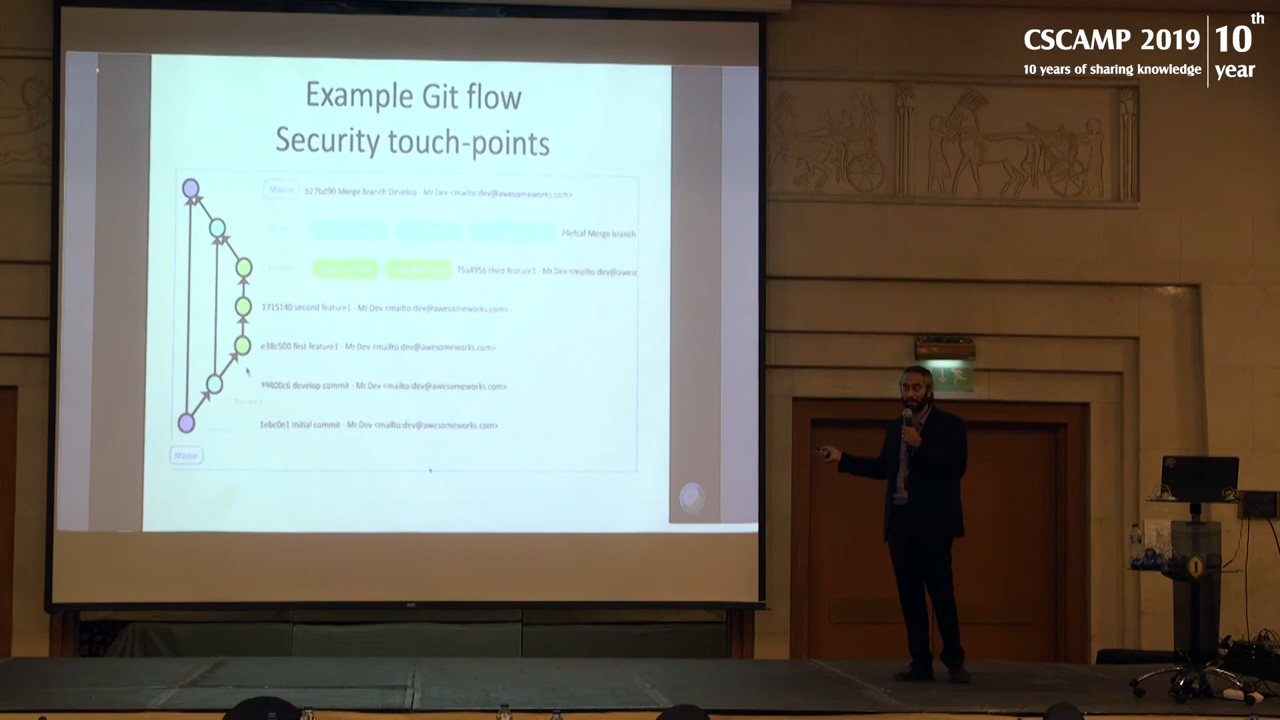 CSCAMP 2019
10 years of sharing knowledge
10th
year
Example Git flow
Security touch-points
Master b27bd90 Merge branch Develop - Mr.Dev <mailto:dev@awesomeworks.com>
74efcaf Merge branch
75a4956 third feature1 - Mr.Dev <mailto:dev@awesc
1715140 second feature1 - Mr.Dev <mailto:dev@awesomeworks.com>
e38c500 first feature1 - Mr.Dev <mailto:dev@awesomeworks.com>
develop commit - Mr.Dev <mailto:dev@awesomeworks.com>
1ebc0e1 initial commit - Mr.Dev <mailto:dev@awesomeworks.com>
Master